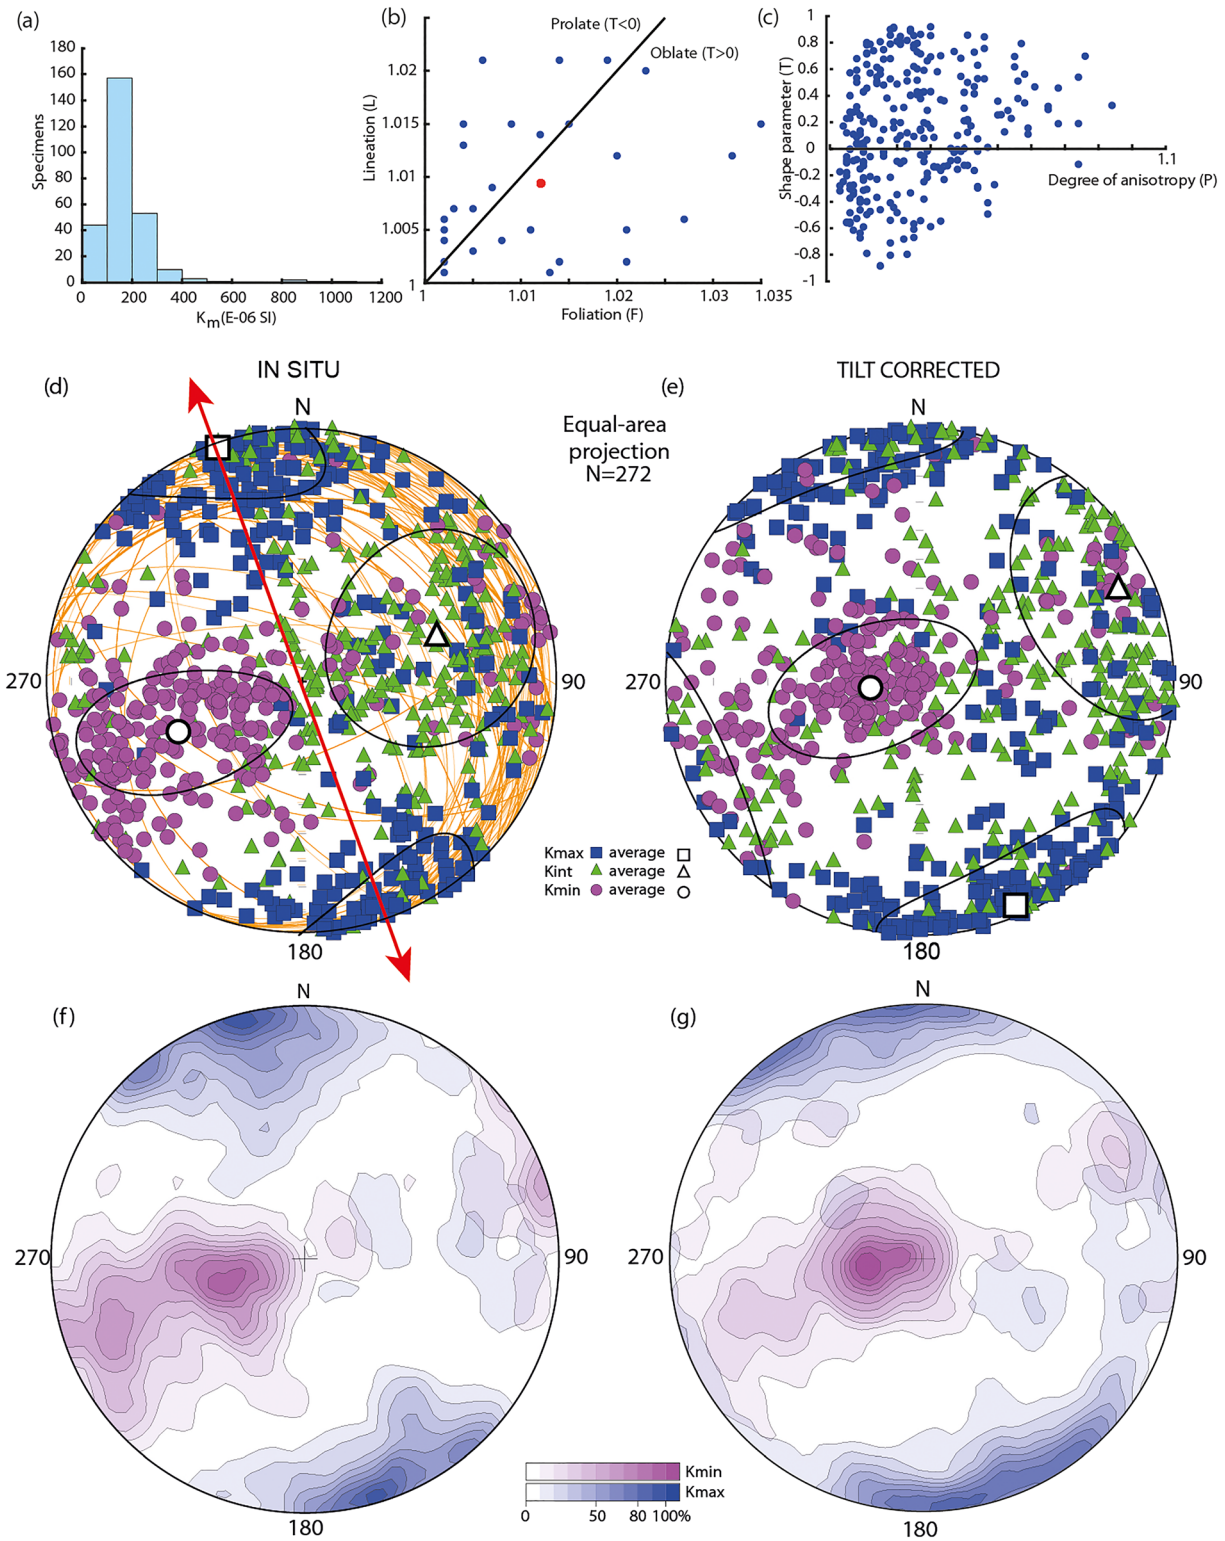 (a)
180
160
140
120
100
80
60
40
20
0
Specimens
0 200 400 600 800 1000 1200
Km(E-06 SI)
(b)
Prolate (T<0)
Oblate (T>0)
1.02
1.015
1.01
1.005
1
Lineation (L)
1 1.01 1.02 1.03 1.035
Foliation (F)
(c)
1
0.8
0.6
0.4
0.2
0
-0.2
-0.4
-0.6
-0.8
-1
Shape parameter (T)
1.1
Degree of anisotropy (P)
(d)
IN SITU
N
270
90
180
Equal-area
projection
N=272
(e)
TILT CORRECTED
N
270
90
180
Kmax average
Kint average
Kmin average
(f)
N
270
90
180
(g)
N
270
90
180
Kmin
Kmax
0 50 80 100%